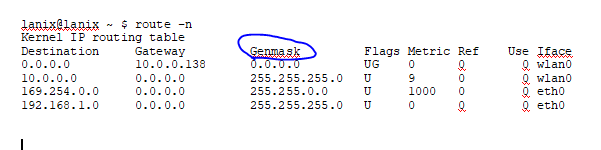 lanix@lanix ~ $ route -n
Kernel IP routing table
Destination Gateway Genmask Flags Metric Ref Use Iface
0.0.0.0 10.0.0.138 0.0.0.0 UG 0 0 0 wlan0
10.0.0.0 0.0.0.0 255.255.255.0 U 9 0 0 wlan0
169.254.0.0 0.0.0.0 255.255.0.0 U 1000 0 0 eth0
192.168.1.0 0.0.0.0 255.255.255.0 U 0 0 0 eth0